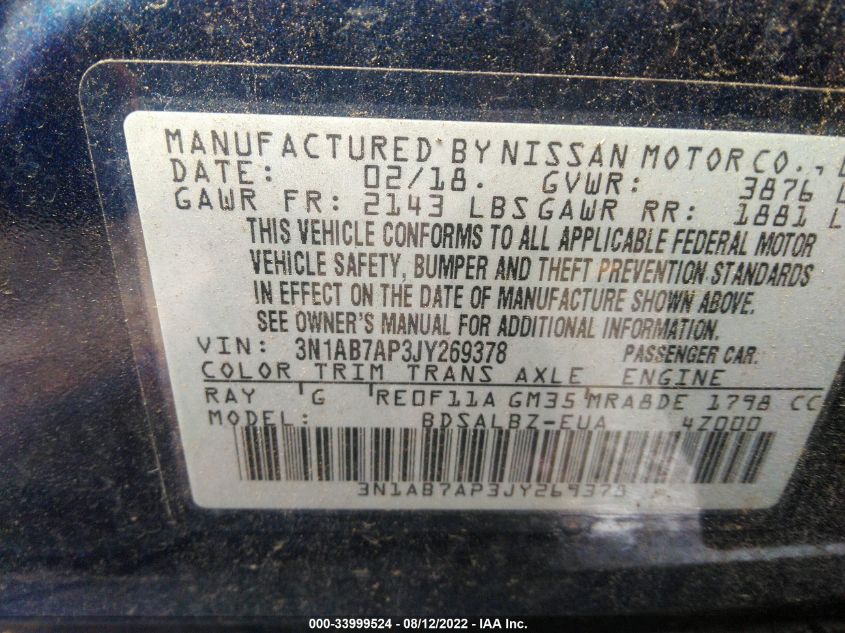 MANUFACTURED BY NISSAN MOTOR CO.,
DATE: 02/18. GVWR: 3876 L
GAWR FR: 2143 LBS GAWR RR: 1881 L
THIS VEHICLE CONFORMS TO ALL APPLICABLE FEDERAL MOTOR
VEHICLE SAFETY, BUMPER AND THEFT PREVENTION STANDARDS
IN EFFECT ON THE DATE OF MANUFACTURE SHOWN ABOVE.
SEE OWNER'S MANUAL FOR ADDITIONAL INFORMATION.
VIN: 3N1AB7AP3JY269378 PASSENGER CAR.
COLOR TRIM TRANS AXLE ENGINE
RAY G RE0F11A GM35 MRA8DE 1798 CC
MODEL: BDSALBZ-EUA 4Z000
3N1AB7AP3JY269378
000-33999524 - 08/12/2022 - IAA Inc.